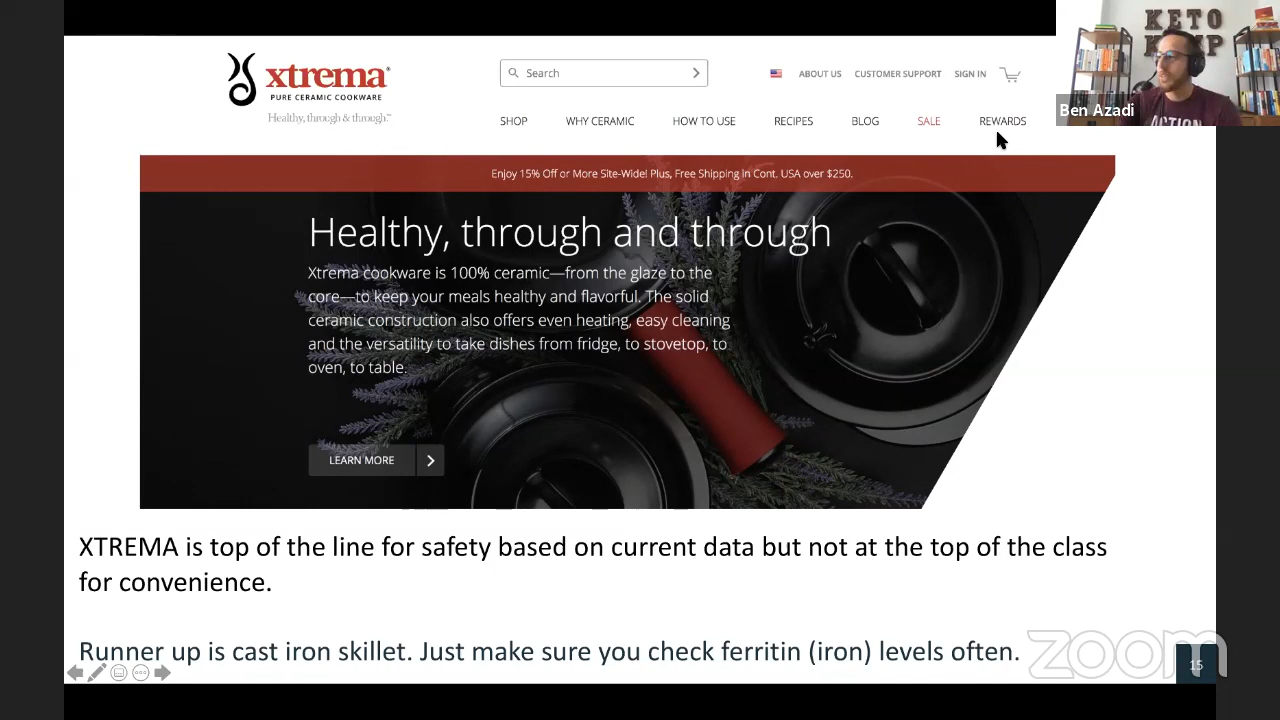 xtrema®
PURE CERAMIC COOKWARE
Healthy, through & through.™
Search
ABOUT US CUSTOMER SUPPORT SIGN IN
SHOP WHY CERAMIC HOW TO USE RECIPES BLOG SALE REWARDS
KETO
KAMP
Ben Azadi
ACTION
Enjoy 15% Off or More Site-Wide! Plus, Free Shipping in Cont. USA over $250.
Healthy, through and through
Xtrema cookware is 100% ceramic—from the glaze to the
core—to keep your meals healthy and flavorful. The solid
ceramic construction also offers even heating, easy cleaning
and the versatility to take dishes from fridge, to stovetop, to
oven, to table.
LEARN MORE
XTREMA is top of the line for safety based on current data but not at the top of the class
for convenience.
Runner up is cast iron skillet. Just make sure you check ferritin (iron) levels often.
zoom
15